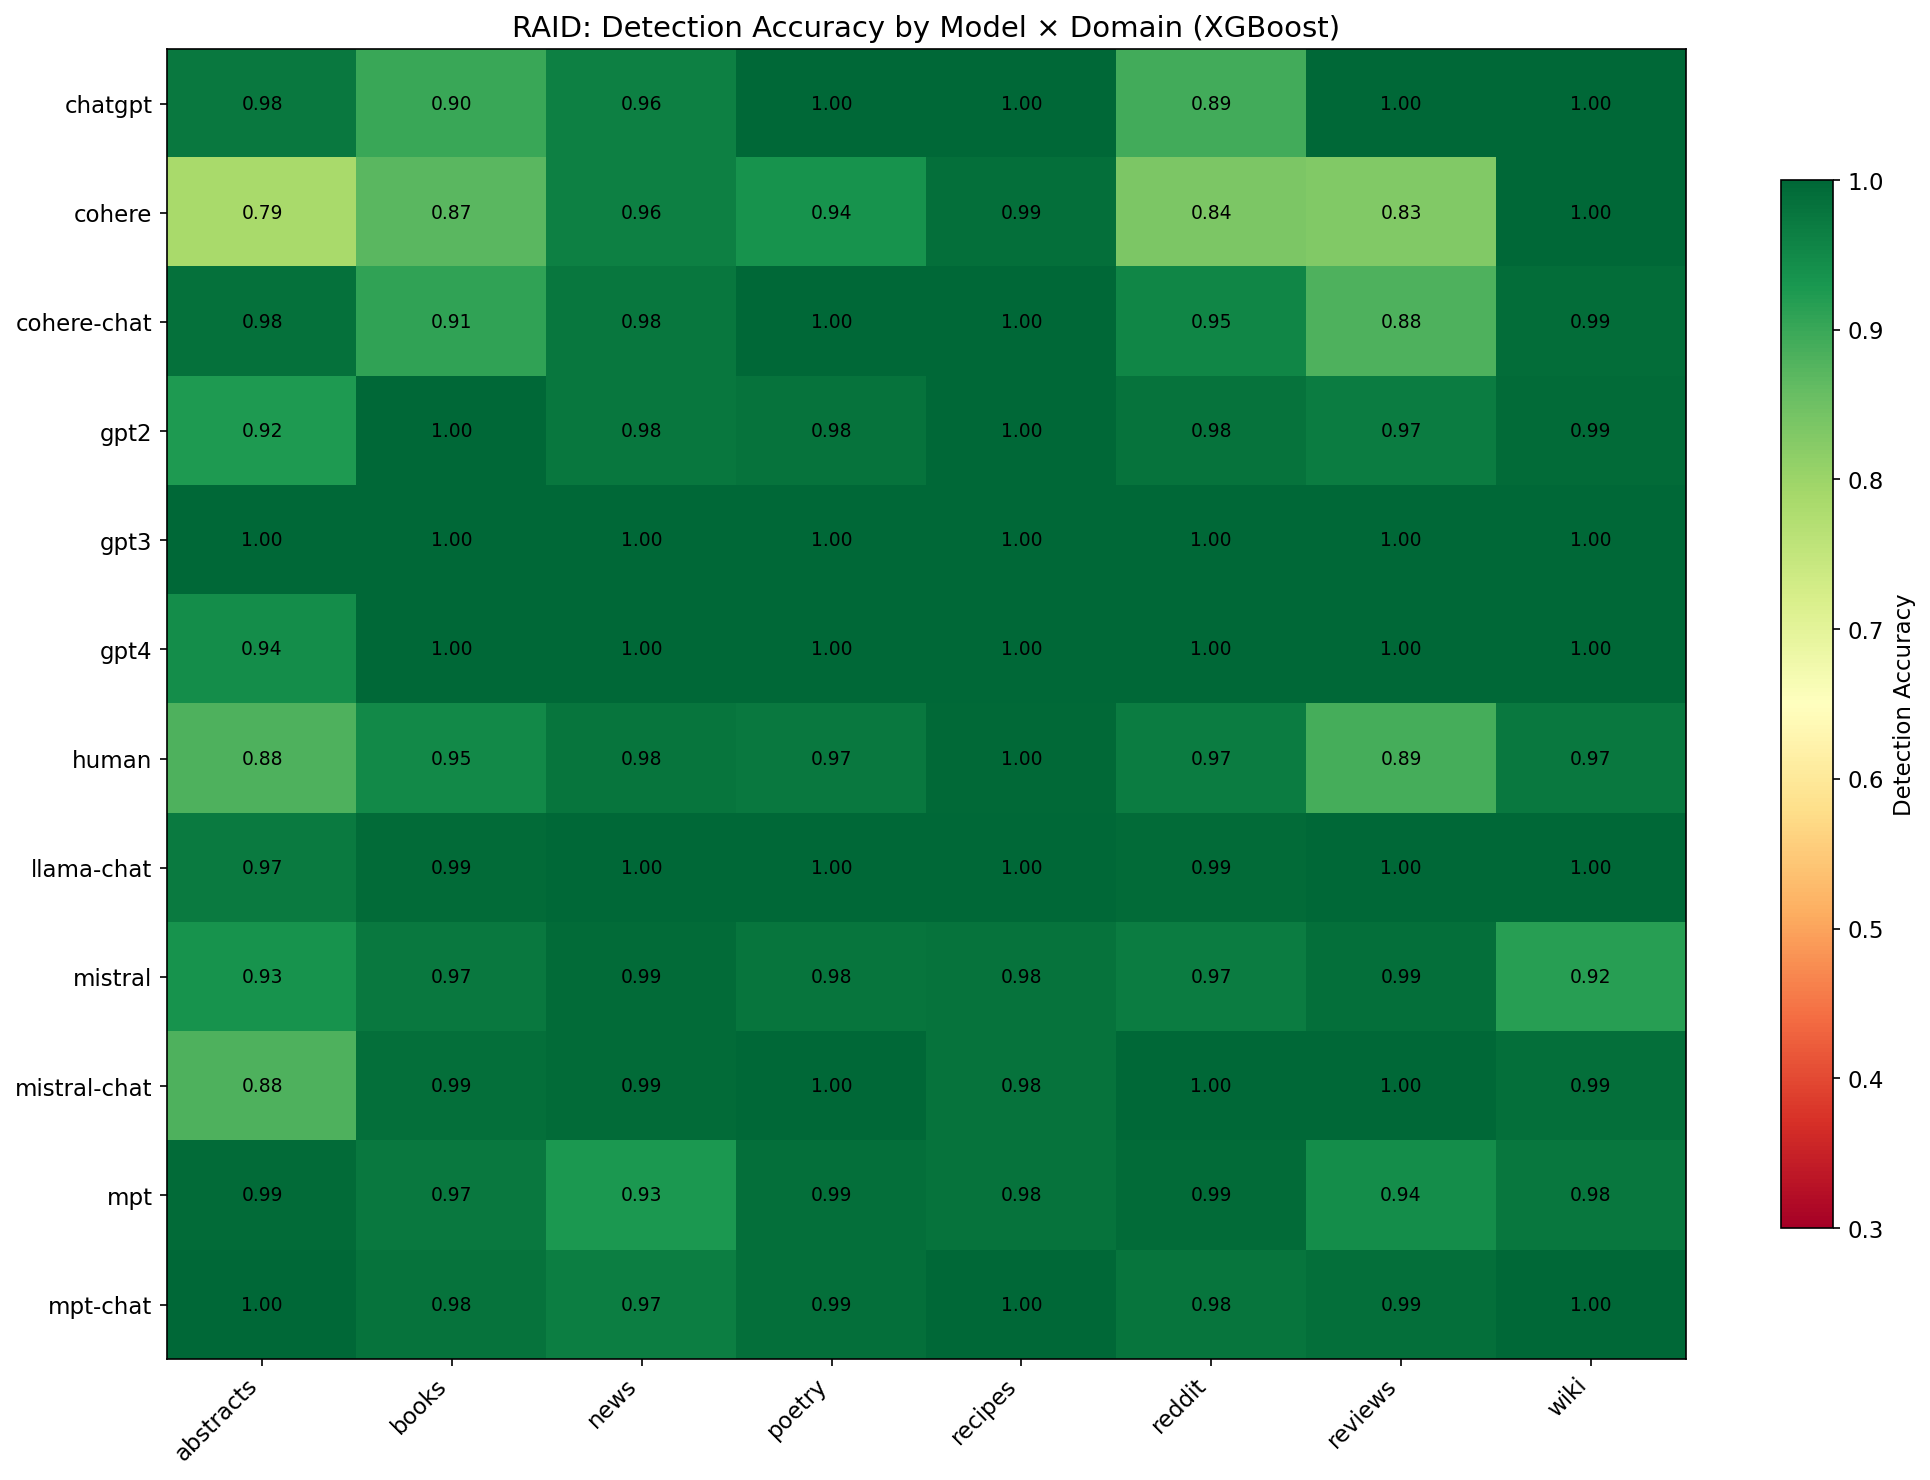 RAID: Detection Accuracy by Model × Domain (XGBoost)
chatgpt 0.98 0.90 0.96 1.00 1.00 0.89 1.00 1.00
cohere 0.79 0.87 0.96 0.94 0.99 0.84 0.83 1.00
cohere-chat 0.98 0.91 0.98 1.00 1.00 0.95 0.88 0.99
gpt2 0.92 1.00 0.98 0.98 1.00 0.98 0.97 0.99
gpt3 1.00 1.00 1.00 1.00 1.00 1.00 1.00 1.00
gpt4 0.94 1.00 1.00 1.00 1.00 1.00 1.00 1.00
human 0.88 0.95 0.98 0.97 1.00 0.97 0.89 0.97
llama-chat 0.97 0.99 1.00 1.00 1.00 0.99 1.00 1.00
mistral 0.93 0.97 0.99 0.98 0.98 0.97 0.99 0.92
mistral-chat 0.88 0.99 0.99 1.00 0.98 1.00 1.00 0.99
mpt 0.99 0.97 0.93 0.99 0.98 0.99 0.94 0.98
mpt-chat 1.00 0.98 0.97 0.99 1.00 0.98 0.99 1.00
abstracts books news poetry recipes reddit reviews wiki
1.0
0.9
0.8
0.7
0.6
0.5
0.4
0.3
Detection Accuracy